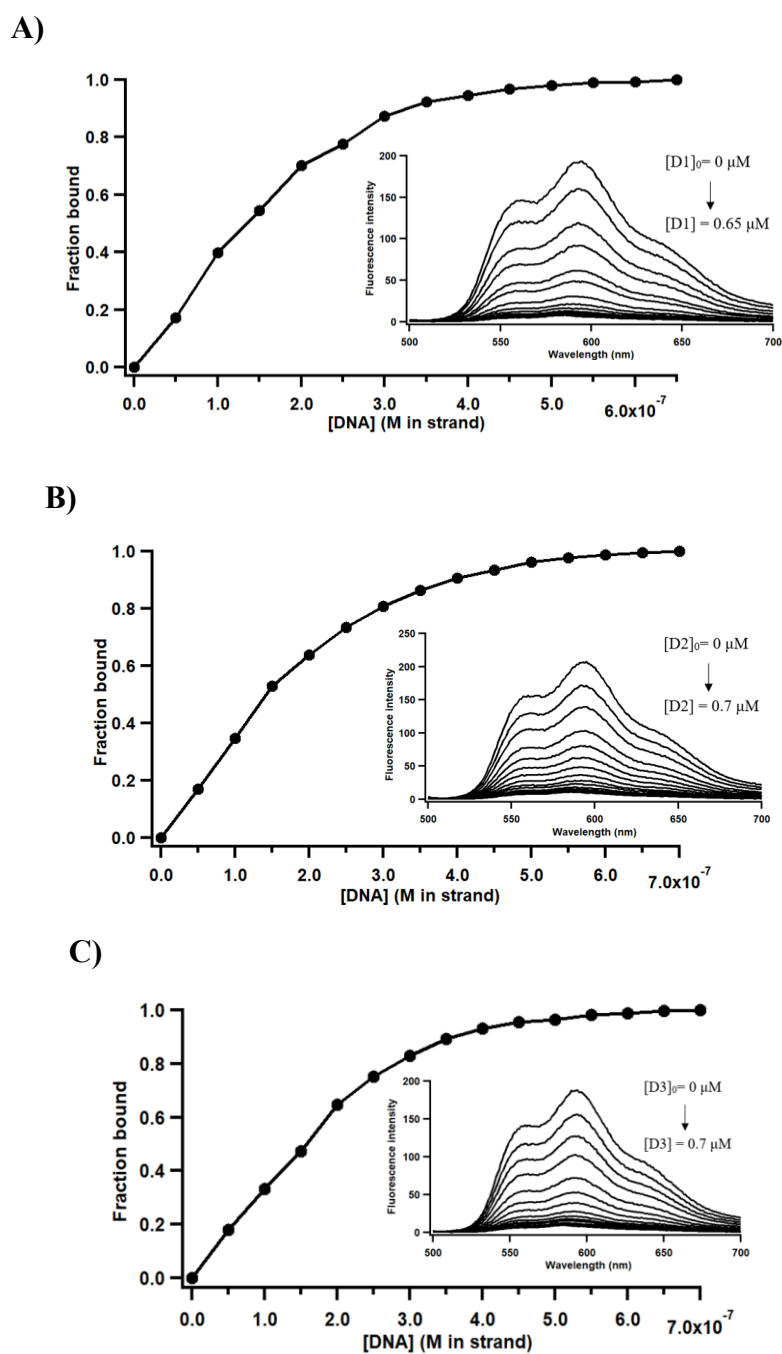 A)
1.0
0.8
0.6
0.4
0.2
0.0
Fraction bound
0.0 1.0 2.0 3.0 4.0 5.0 6.0x10-7
[DNA] (M in strand)
200
150
100
50
0
Fluorescence intensity
500 550 600 650 700
Wavelength (nm)
[D1]0= 0 μM
[D1] = 0.65 μM
B)
1.0
0.8
0.6
0.4
0.2
0.0
Fraction bound
0.0 1.0 2.0 3.0 4.0 5.0 6.0 7.0x10-7
[DNA] (M in strand)
250
200
150
100
50
0
Fluorescence intensity
500 550 600 650 700
Wavelength (nm)
[D2]0= 0 μM
[D2] = 0.7 μM
C)
1.0
0.8
0.6
0.4
0.2
0.0
Fraction bound
0.0 1.0 2.0 3.0 4.0 5.0 6.0 7.0x10-7
[DNA] (M in strand)
200
150
100
50
0
Fluorescence intensity
500 550 600 650 700
Wavelength (nm)
[D3]0= 0 μM
[D3] = 0.7 μM